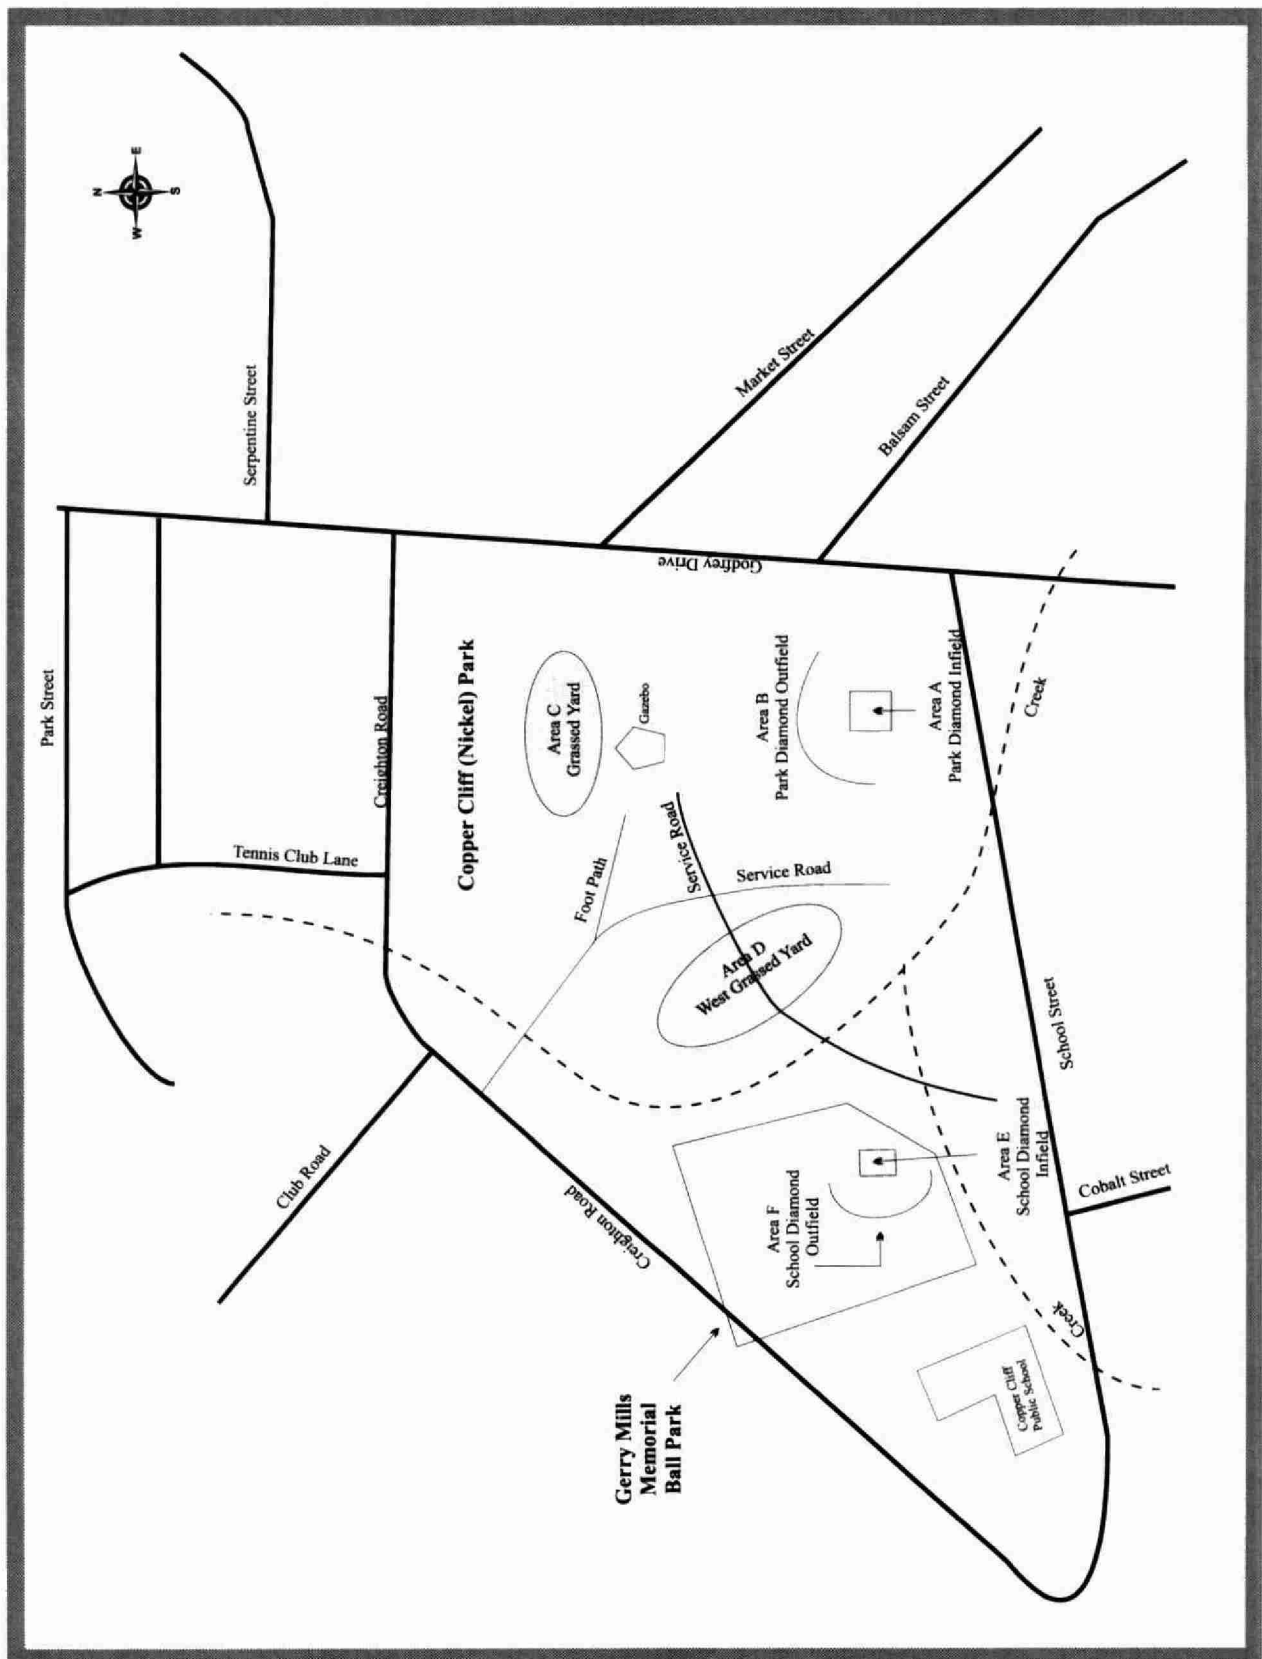 N
E
S
W
Serpentine Street
Market Street
Balsam Street
Park Street
Godfrey Drive
Creighton Road
Tennis Club Lane
Copper Cliff (Nickel) Park
Area C
Grassed Yard
Gazebo
Area B
Park Diamond Outfield
Area A
Park Diamond Infield
Creek
Foot Path
Service Road
Service Road
Area D
West Grassed Yard
School Street
Club Road
Creighton Road
Area F
School Diamond
Outfield
Area E
School Diamond
Infield
Cobalt Street
Creek
Gerry Mills
Memorial
Ball Park
Copper Cliff
Public School